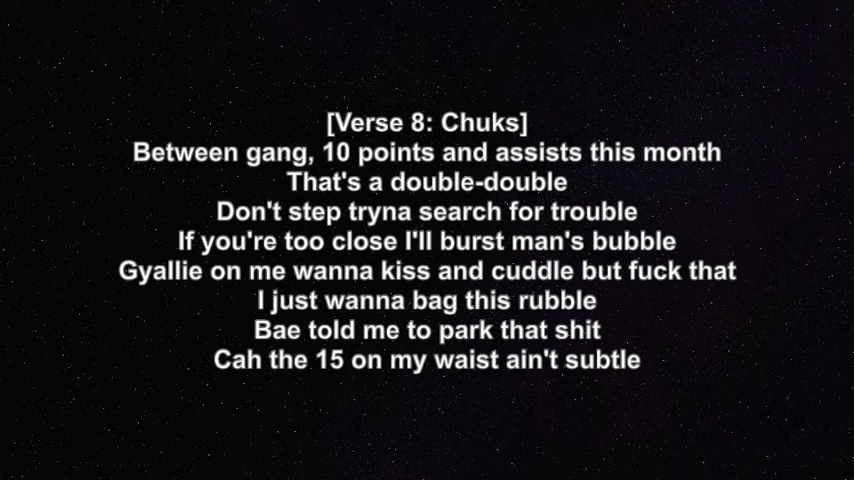 [Verse 8: Chuks]
Between gang, 10 points and assists this month
That's a double-double
Don't step tryna search for trouble
If you're too close I'll burst man's bubble
Gyallie on me wanna kiss and cuddle but fuck that
I just wanna bag this rubble
Bae told me to park that shit
Cah the 15 on my waist ain't subtle